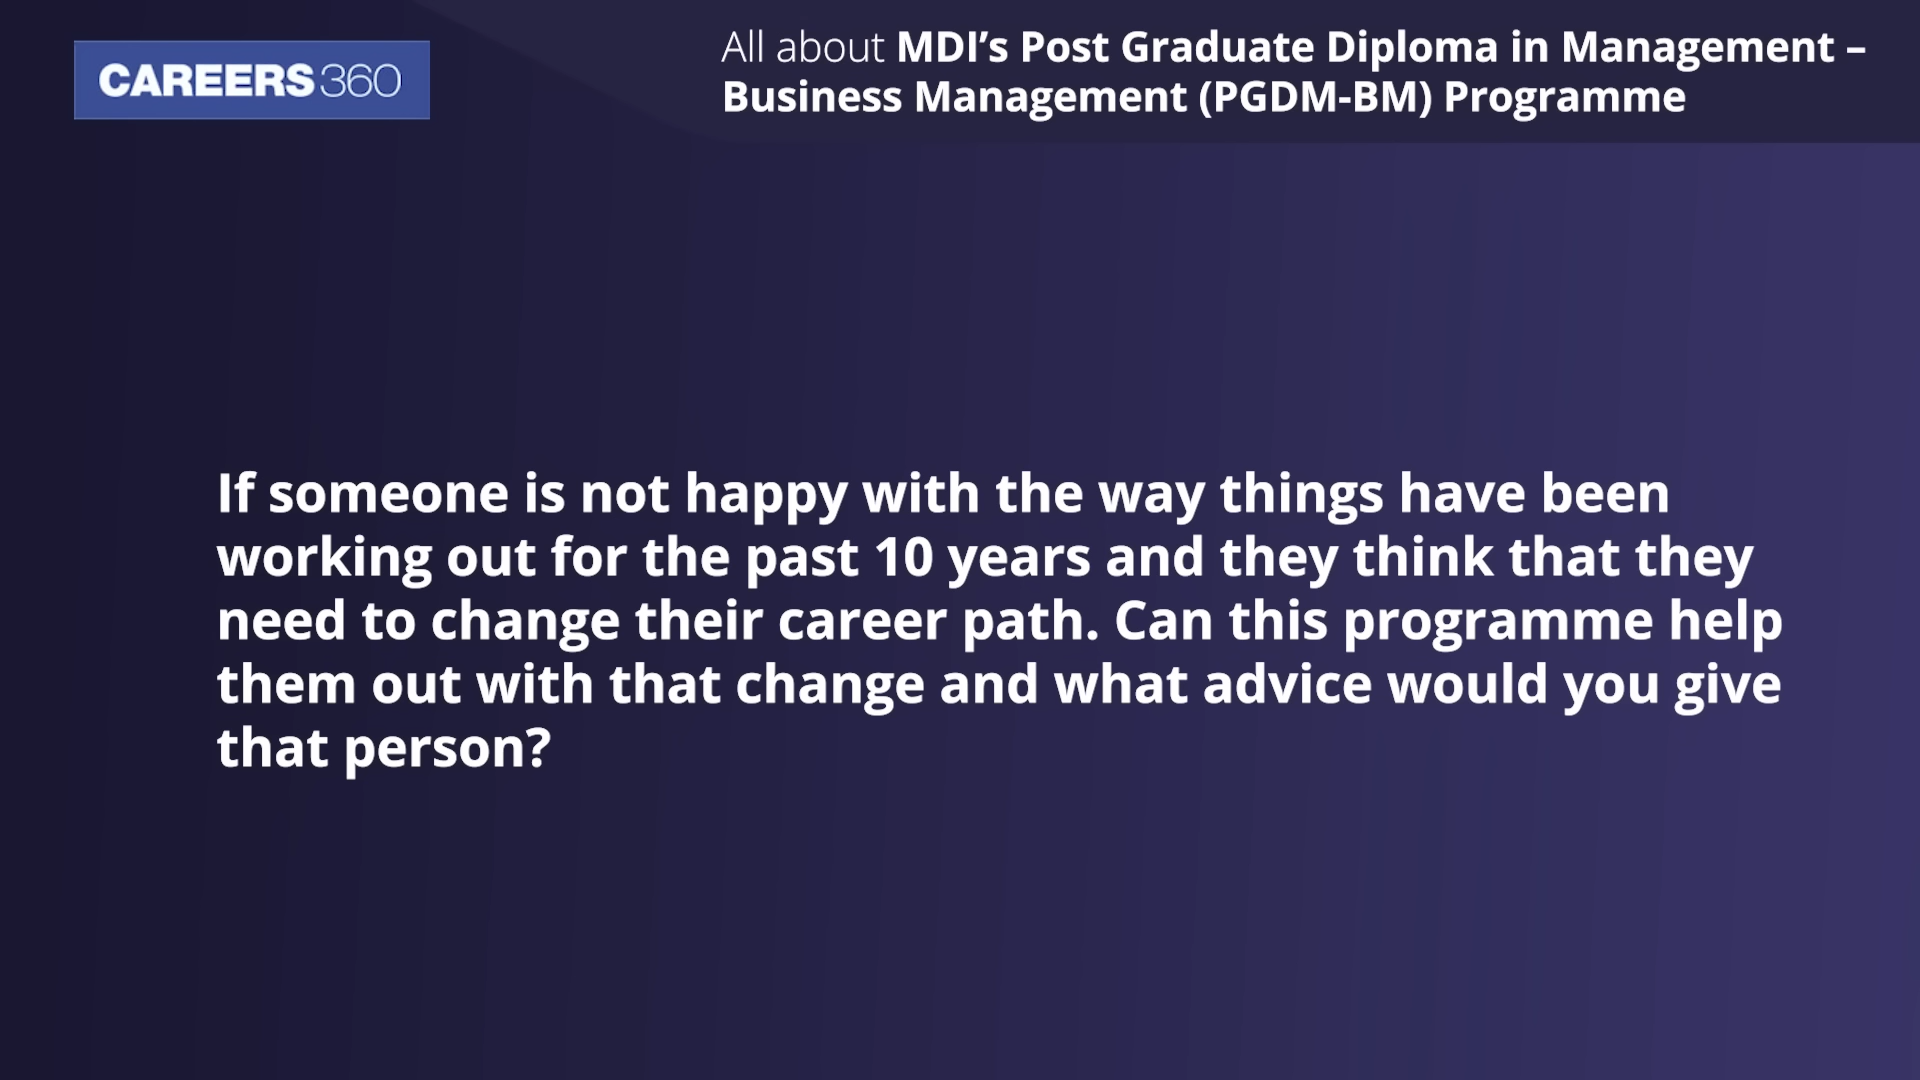 CAREERS360
All about MDI’s Post Graduate Diploma in Management –
Business Management (PGDM-BM) Programme
If someone is not happy with the way things have been
working out for the past 10 years and they think that they
need to change their career path. Can this programme help
them out with that change and what advice would you give
that person?